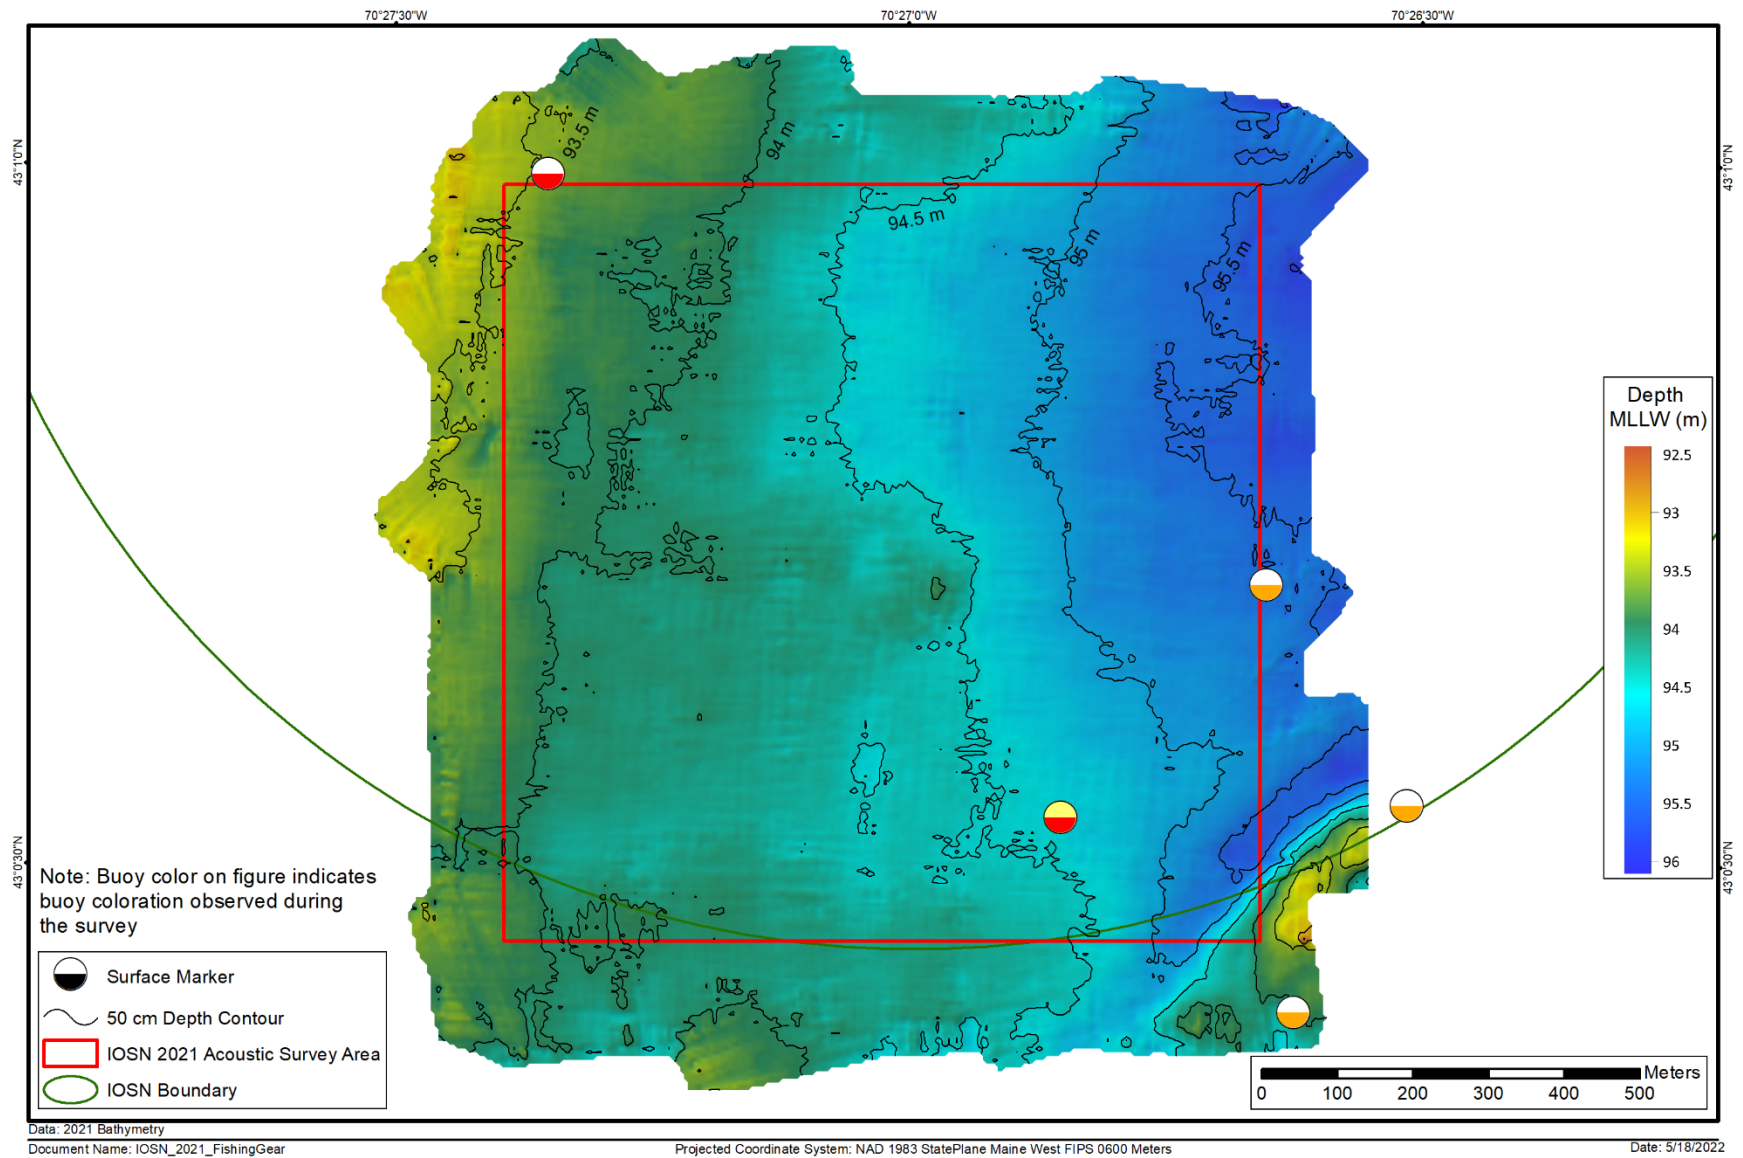 70°27'30"W
70°27'0"W
70°26'30"W
43°1'0"N
43°1'0"N
93.5 m
94 m
94.5 m
95 m
95.5 m
Depth
MLLW (m)
92.5
93
93.5
94
94.5
95
95.5
96
43°0'30"N
43°0'30"N
Note: Buoy color on figure indicates
buoy coloration observed during
the survey
Surface Marker
50 cm Depth Contour
IOSN 2021 Acoustic Survey Area
IOSN Boundary
Meters
0 100 200 300 400 500
Data: 2021 Bathymetry
Document Name: IOSN_2021_FishingGear
Projected Coordinate System: NAD 1983 StatePlane Maine West FIPS 0600 Meters
Date: 5/18/2022